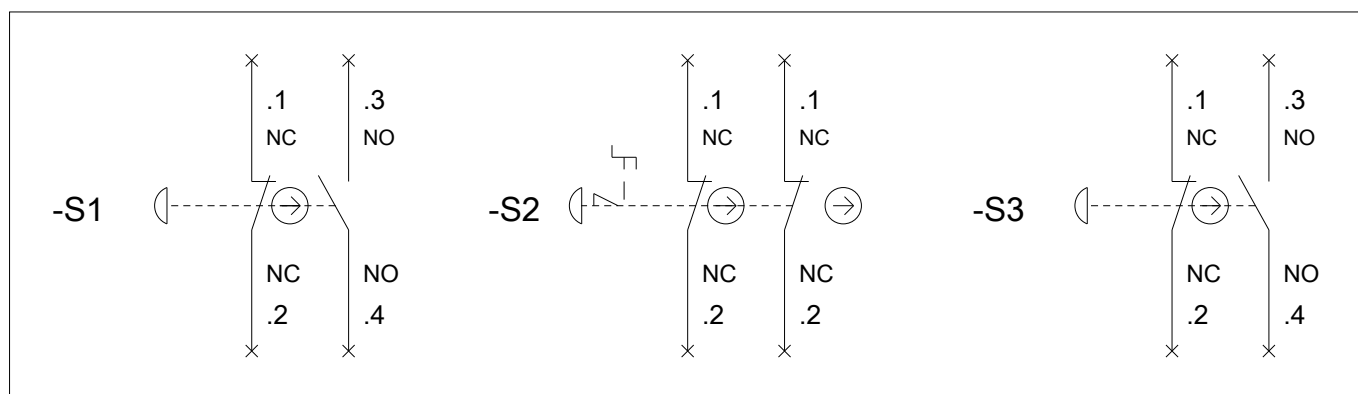 .1 .3 .1 .1 .1 .3
NC NO NC NC NC NO
-S1 -S2 -S3
NC NO NC NC NC NO
.2 .4 .2 .2 .2 .4